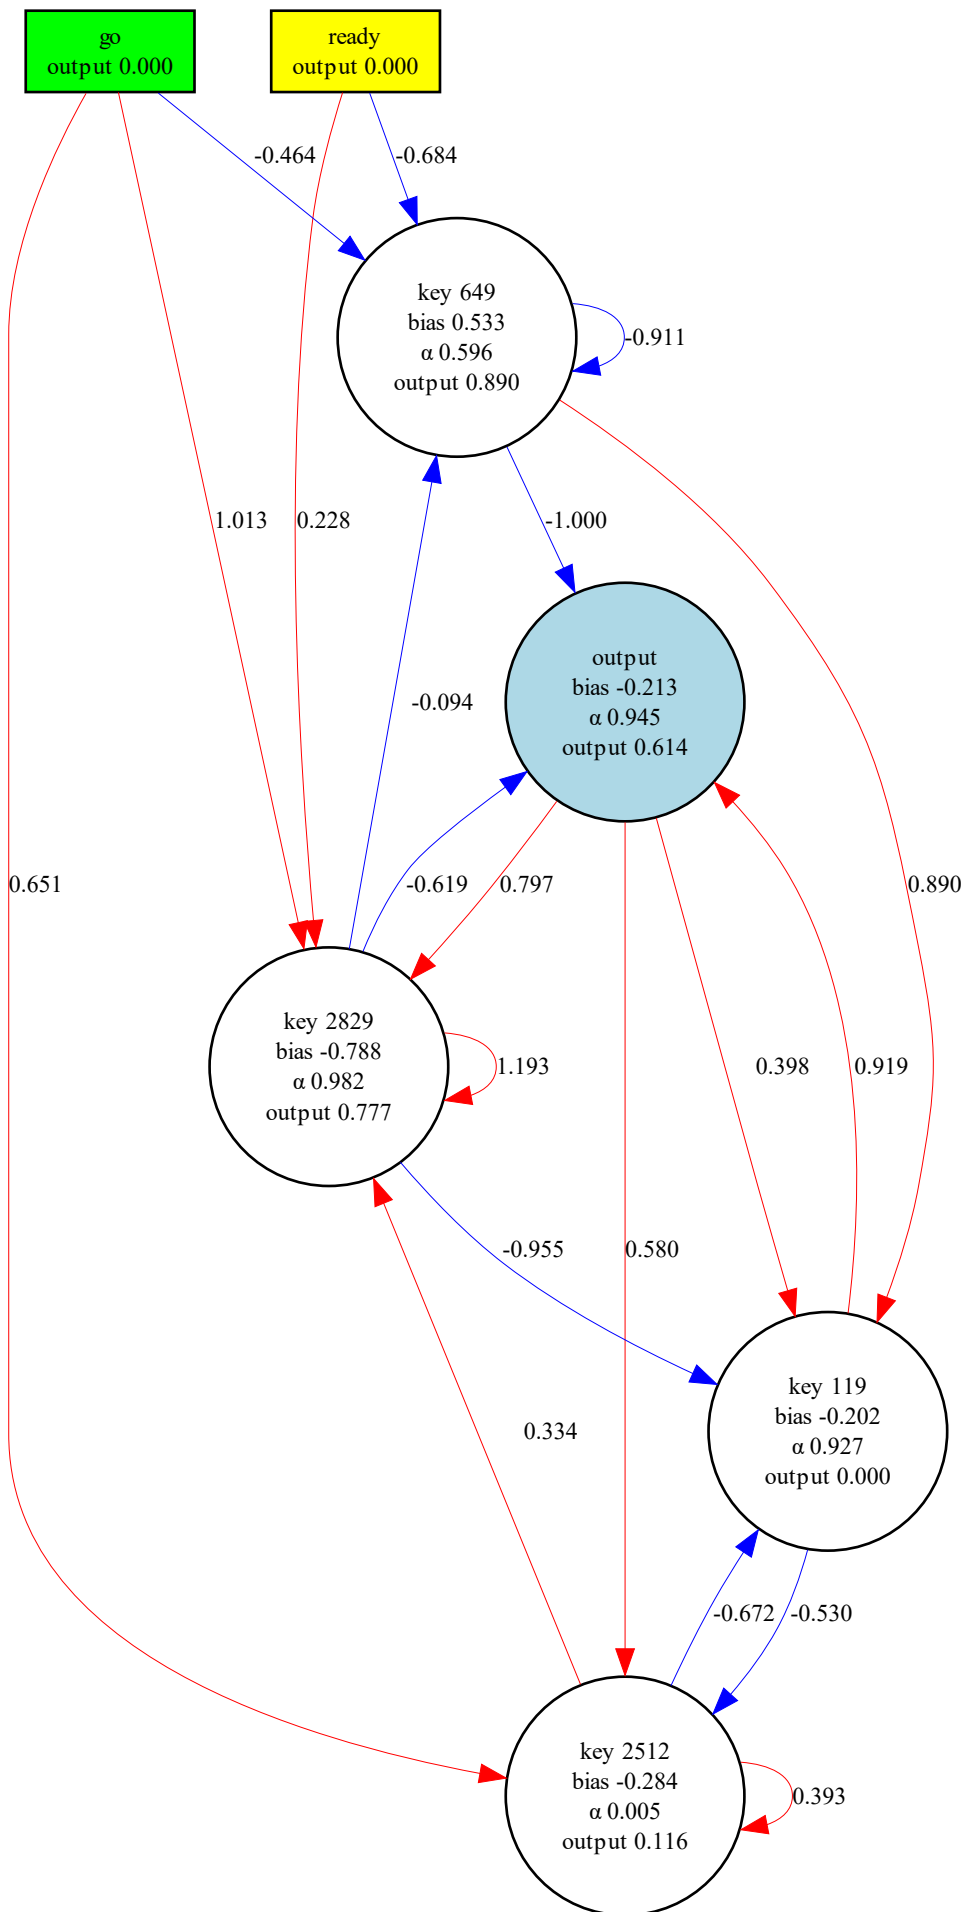 go
output 0.000
ready
output 0.000
-0.464
-0.684
key 649
bias 0.533
α 0.596
output 0.890
-0.911
1.013
0.228
-1.000
output
bias -0.213
α 0.945
output 0.614
-0.094
0.651
-0.619
0.797
0.890
key 2829
bias -0.788
α 0.982
output 0.777
1.193
0.398
0.919
-0.955
0.580
key 119
bias -0.202
α 0.927
output 0.000
0.334
-0.672
-0.530
key 2512
bias -0.284
α 0.005
output 0.116
0.393